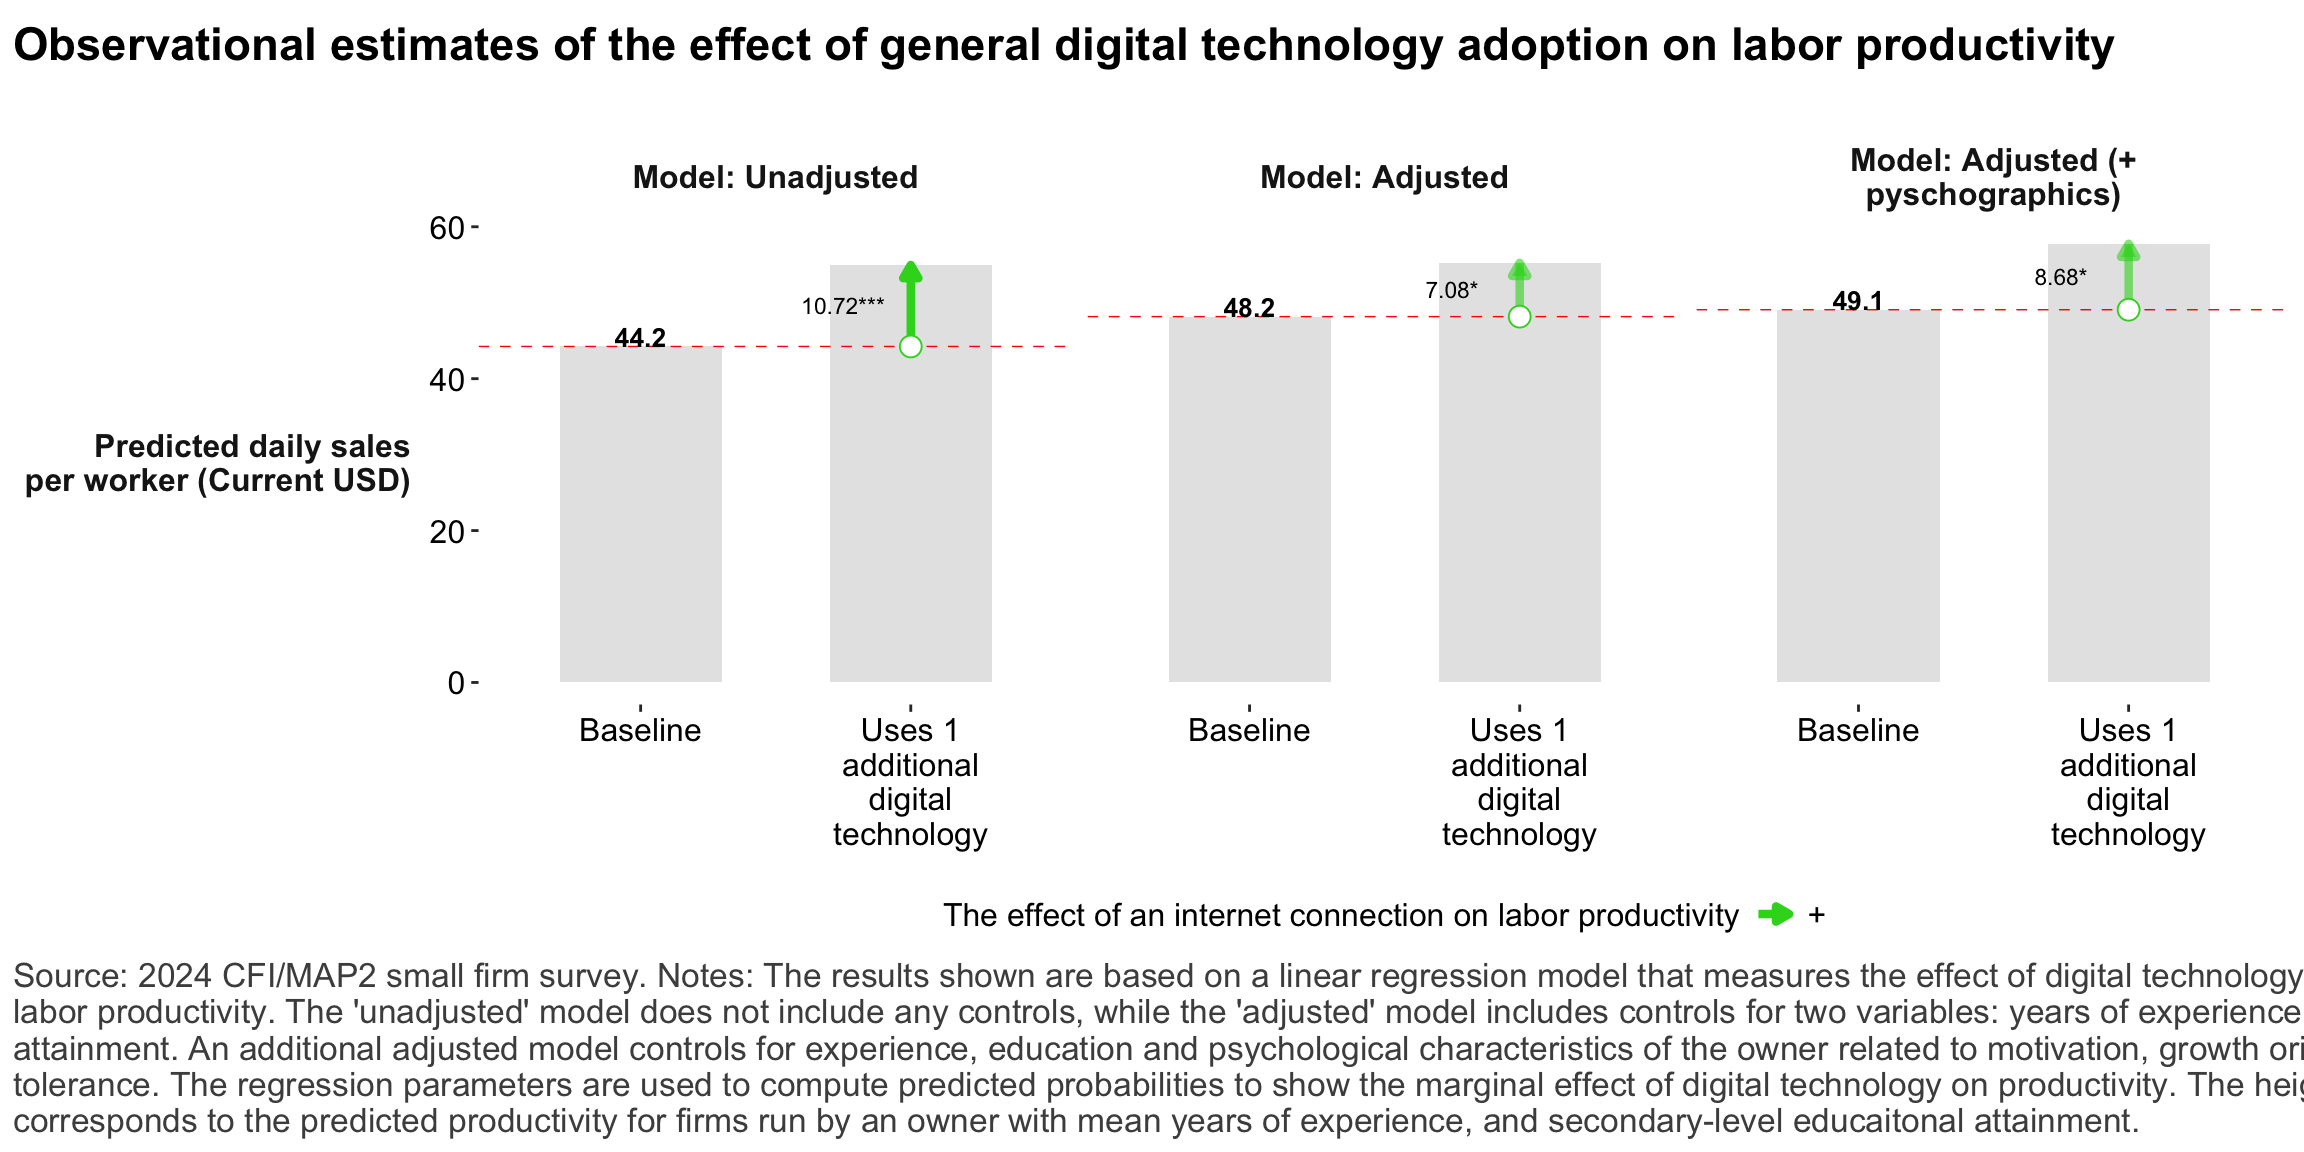 Observational estimates of the effect of general digital technology adoption on labor productivity
Model: Unadjusted
Model: Adjusted
Model: Adjusted (+
pyschographics)
60
40
20
0
Predicted daily sales
per worker (Current USD)
44.2
10.72***
48.2
7.08*
49.1
8.68*
Baseline
Uses 1
additional
digital
technology
Baseline
Uses 1
additional
digital
technology
Baseline
Uses 1
additional
digital
technology
The effect of an internet connection on labor productivity +
Source: 2024 CFI/MAP2 small firm survey. Notes: The results shown are based on a linear regression model that measures the effect of digital technology
labor productivity. The 'unadjusted' model does not include any controls, while the 'adjusted' model includes controls for two variables: years of experience
attainment. An additional adjusted model controls for experience, education and psychological characteristics of the owner related to motivation, growth ori
tolerance. The regression parameters are used to compute predicted probabilities to show the marginal effect of digital technology on productivity. The heig
corresponds to the predicted productivity for firms run by an owner with mean years of experience, and secondary-level educaitonal attainment.